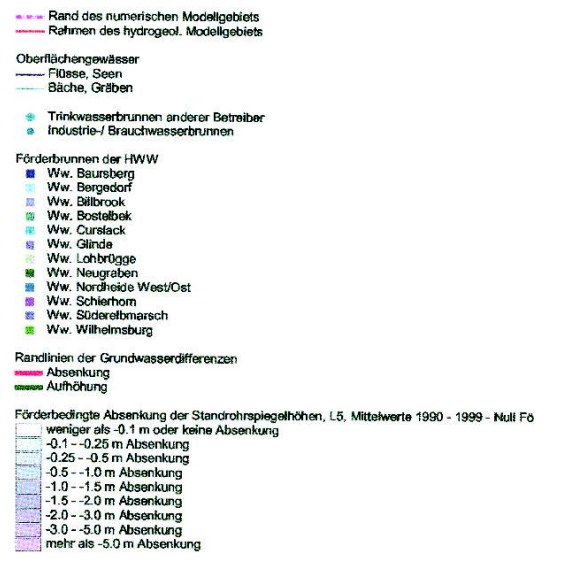 Rand des numerischen Modellgebiets
Rahmen des hydrogeol. Modellgebiets
Oberflächengewässer
Flüsse, Seen
Bäche, Gräben
Trinkwasserbrunnen anderer Betreiber
Industrie-/ Brauchwasserbrunnen
Förderbrunnen der HWW
Ww. Baursberg
Ww. Bergedorf
Ww. Billbrook
Ww. Bostelbek
Ww. Curslack
Ww. Glinde
Ww. Lohbrügge
Ww. Neugraben
Ww. Nordheide West/Ost
Ww. Schierhorn
Ww. Süderelbmarsch
Ww. Wilhelmsburg
Randlinien der Grundwasserdifferenzen
Absenkung
Aufhöhung
Förderbedingte Absenkung der Standrohrspiegelhöhen, L5, Mittelwerte 1990 - 1999 - Null Fö
weniger als -0.1 m oder keine Absenkung
-0.1 - -0.25 m Absenkung
-0.25 - -0.5 m Absenkung
-0.5 - -1.0 m Absenkung
-1.0 - -1.5 m Absenkung
-1.5 - -2.0 m Absenkung
-2.0 - -3.0 m Absenkung
-3.0 - -5.0 m Absenkung
mehr als -5.0 m Absenkung